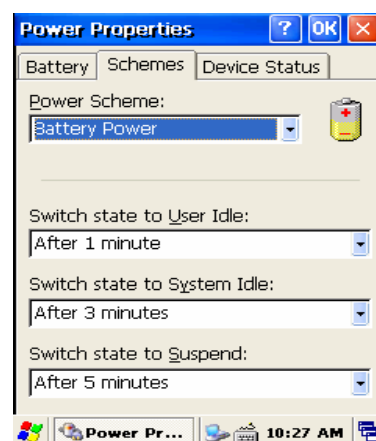 Power Properties ? OK ×
Battery Schemes Device Status
Power Scheme:
Battery Power
Switch state to User Idle:
After 1 minute
Switch state to System Idle:
After 3 minutes
Switch state to Suspend:
After 5 minutes
Power Pr... 10:27 AM